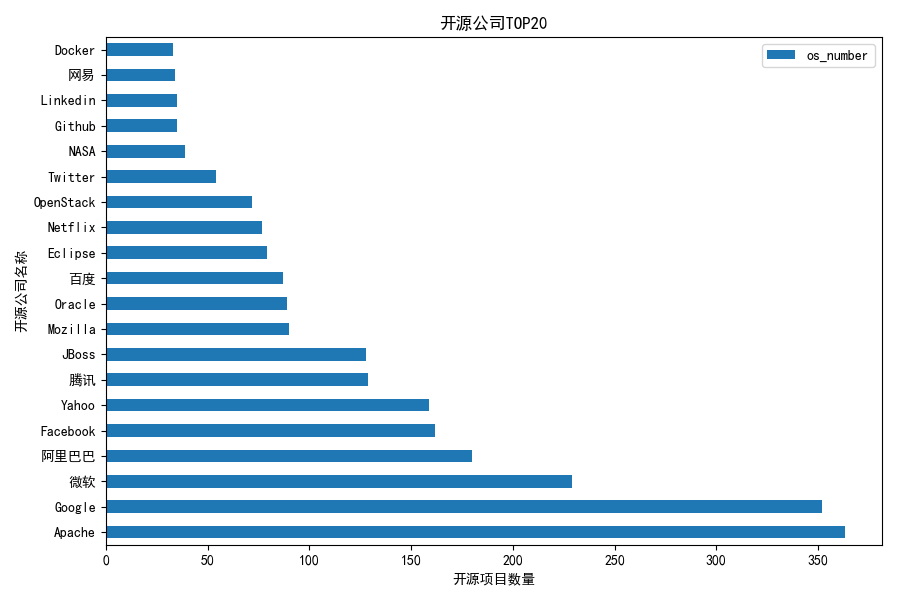 开源公司TOP20
os_number
开源公司名称
Docker
网易
Linkedin
Github
NASA
Twitter
OpenStack
Netflix
Eclipse
百度
Oracle
Mozilla
JBoss
腾讯
Yahoo
Facebook
阿里巴巴
微软
Google
Apache
0 50 100 150 200 250 300 350
开源项目数量